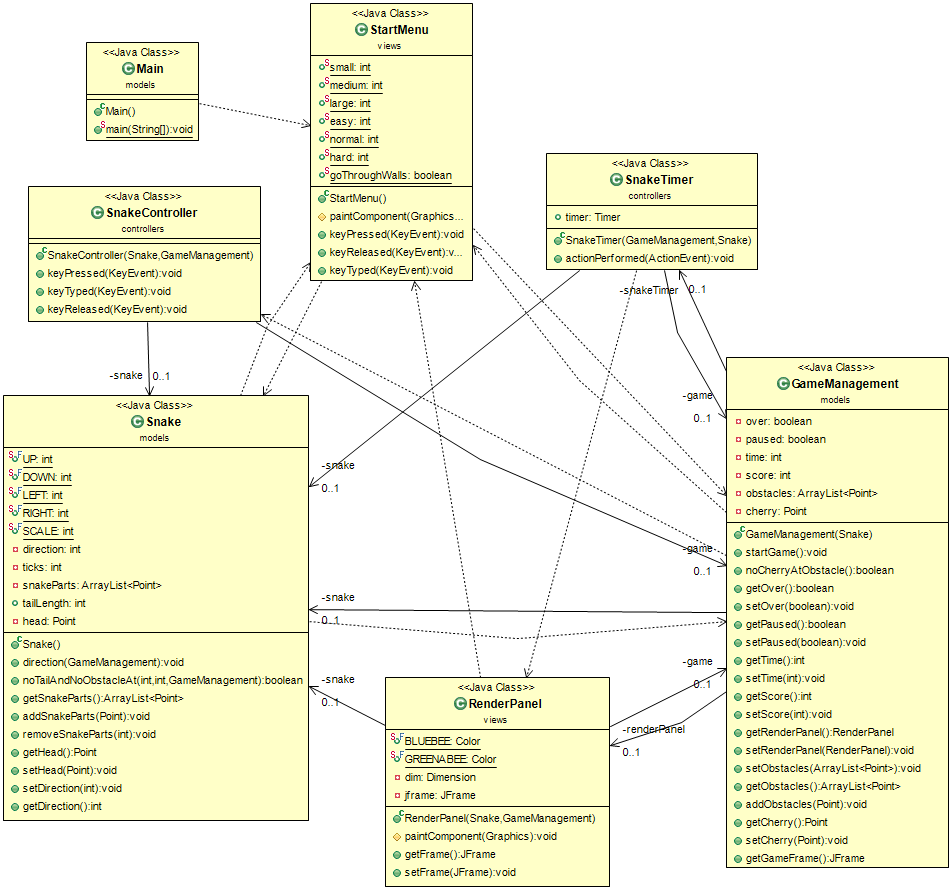 <<Java Class>>
StartMenu
views
small: int
medium: int
large: int
easy: int
normal: int
hard: int
goThroughWalls: boolean
StartMenu()
paintComponent(Graphics...
keyPressed(KeyEvent):void
keyReleased(KeyEvent):v...
keyTyped(KeyEvent):void
<<Java Class>>
Main
models
Main()
main(String[]):void
<<Java Class>>
SnakeTimer
controllers
timer: Timer
SnakeTimer(GameManagement,Snake)
actionPerformed(ActionEvent):void
<<Java Class>>
SnakeController
controllers
SnakeController(Snake,GameManagement)
keyPressed(KeyEvent):void
keyTyped(KeyEvent):void
keyReleased(KeyEvent):void
-snakeTimer 0..1
-snake 0..1
-game
0..1
-snake
0..1
-game
0..1
-snake
0..1
-game
0..1
-snake
0..1
-renderPanel
0..1
<<Java Class>>
Snake
models
UP: int
DOWN: int
LEFT: int
RIGHT: int
SCALE: int
direction: int
ticks: int
snakeParts: ArrayList<Point>
tailLength: int
head: Point
Snake()
direction(GameManagement):void
noTailAndNoObstacleAt(int,int,GameManagement):boolean
getSnakeParts():ArrayList<Point>
addSnakeParts(Point):void
removeSnakeParts(int):void
getHead():Point
setHead(Point):void
setDirection(int):void
getDirection():int
<<Java Class>>
RenderPanel
views
BLUEBEE: Color
GREENABEE: Color
dim: Dimension
jframe: JFrame
RenderPanel(Snake,GameManagement)
paintComponent(Graphics):void
getFrame():JFrame
setFrame(JFrame):void
<<Java Class>>
GameManagement
models
over: boolean
paused: boolean
time: int
score: int
obstacles: ArrayList<Point>
cherry: Point
GameManagement(Snake)
startGame():void
noCherryAtObstacle():boolean
getOver():boolean
setOver(boolean):void
getPaused():boolean
setPaused(boolean):void
getTime():int
setTime(int):void
getScore():int
setScore(int):void
getRenderPanel():RenderPanel
setRenderPanel(RenderPanel):void
setObstacles(ArrayList<Point>):void
getObstacles():ArrayList<Point>
addObstacles(Point):void
getCherry():Point
setCherry(Point):void
getGameFrame():JFrame